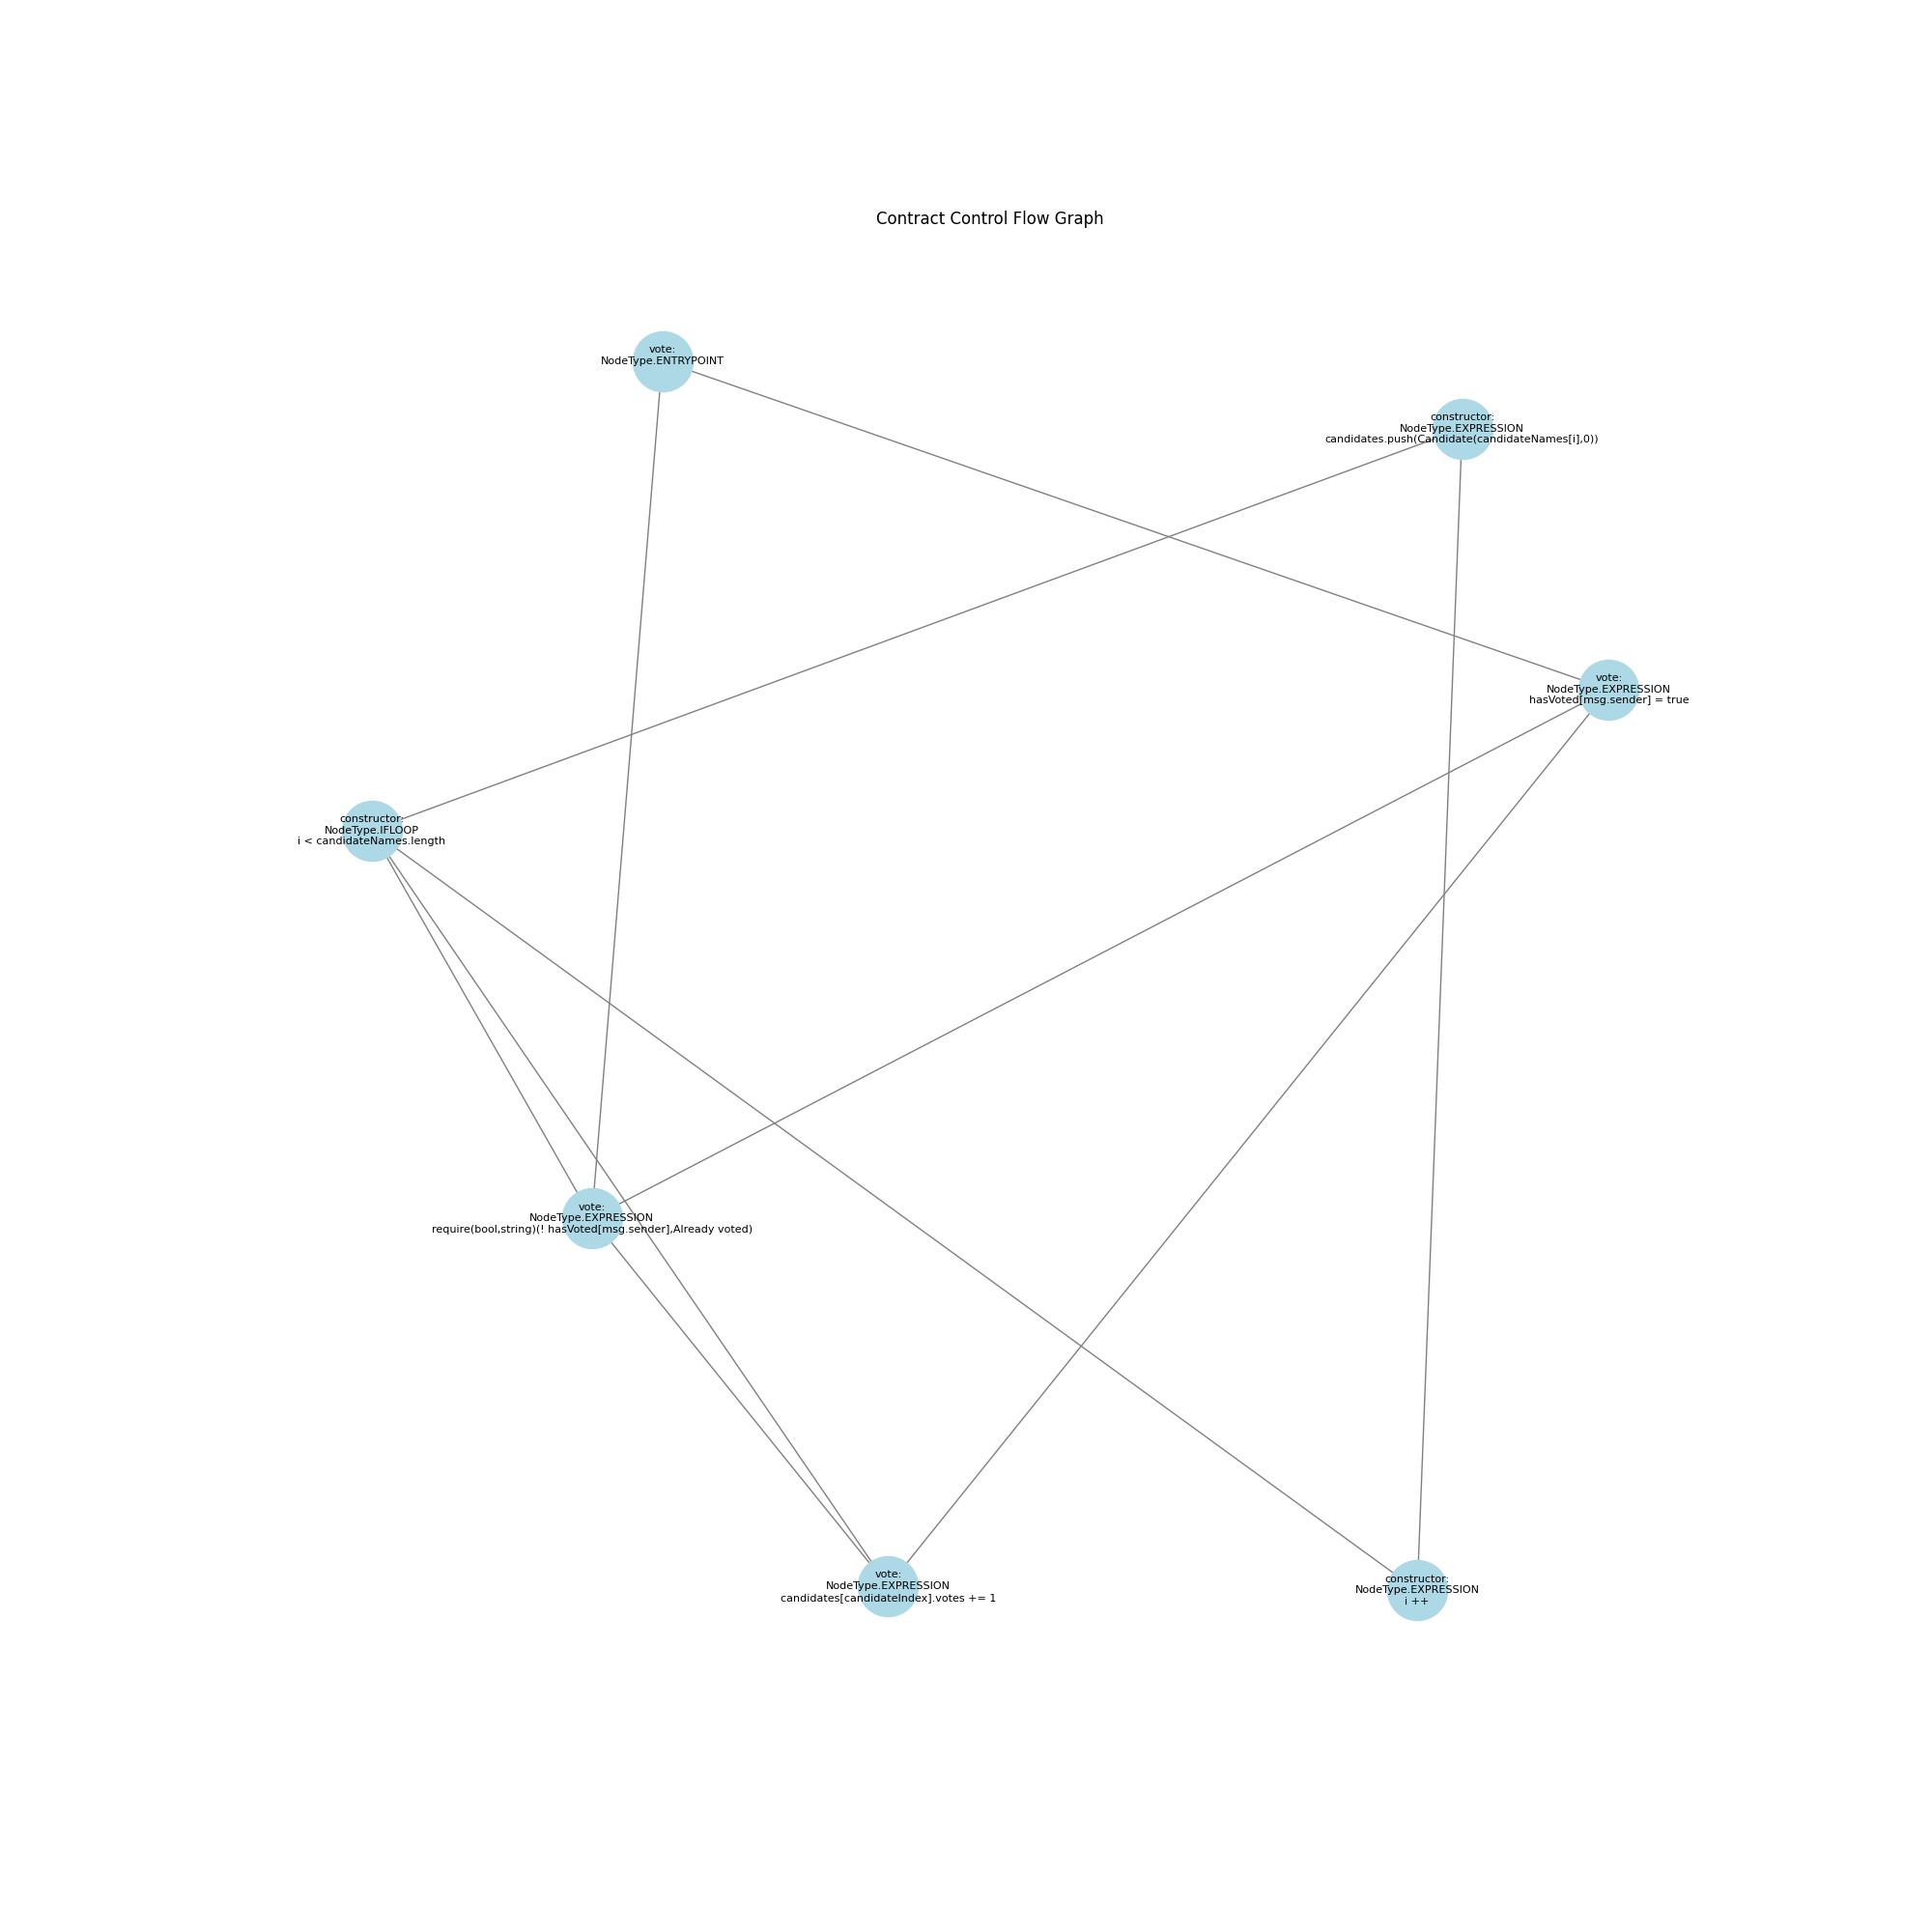 Contract Control Flow Graph
vote:
NodeType.ENTRYPOINT
constructor:
NodeType.EXPRESSION
candidates.push(Candidate(candidateNames[i],0))
vote:
NodeType.EXPRESSION
hasVoted[msg.sender] = true
constructor:
NodeType.IFLOOP
i < candidateNames.length
vote:
NodeType.EXPRESSION
require(bool,string)(! hasVoted[msg.sender],Already voted)
vote:
NodeType.EXPRESSION
candidates[candidateIndex].votes += 1
constructor:
NodeType.EXPRESSION
i ++